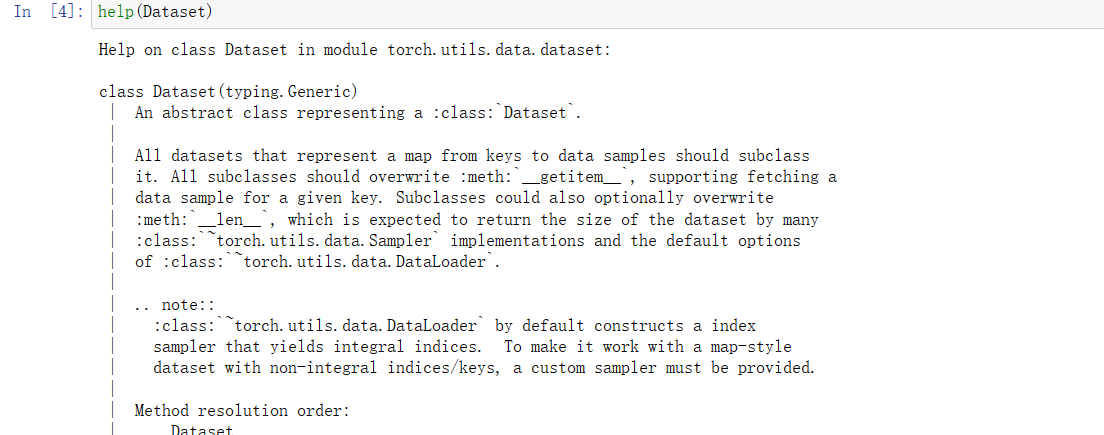 In [4]: help(Dataset)
Help on class Dataset in module torch.utils.data.dataset:
class Dataset(typing.Generic)
| An abstract class representing a :class:`Dataset`.
|
| All datasets that represent a map from keys to data samples should subclass
| it. All subclasses should overwrite :meth:`__getitem__`, supporting fetching a
| data sample for a given key. Subclasses could also optionally overwrite
| :meth:`__len__`, which is expected to return the size of the dataset by many
| :class:`~torch.utils.data.Sampler` implementations and the default options
| of :class:`~torch.utils.data.DataLoader`.
|
| .. note::
| :class:`~torch.utils.data.DataLoader` by default constructs a index
| sampler that yields integral indices. To make it work with a map-style
| dataset with non-integral indices/keys, a custom sampler must be provided.
|
| Method resolution order:
| Dataset